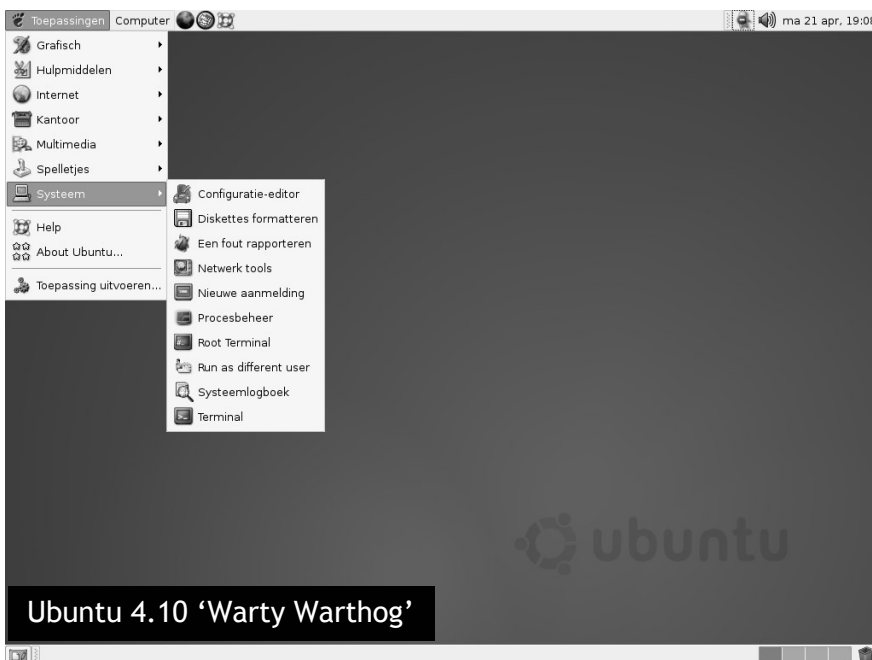 Toepassingen Computer ma 21 apr, 19:08
Grafisch
Hulpmiddelen
Internet
Kantoor
Multimedia
Spelletjes
Systeem
Help
About Ubuntu...
Toepassing uitvoeren...
Configuratie-editor
Diskettes formatteren
Een fout rapporteren
Netwerk tools
Nieuwe aanmelding
Procesbeheer
Root Terminal
Run as different user
Systeemlogboek
Terminal
ubuntu
Ubuntu 4.10 ‘Warty Warthog’